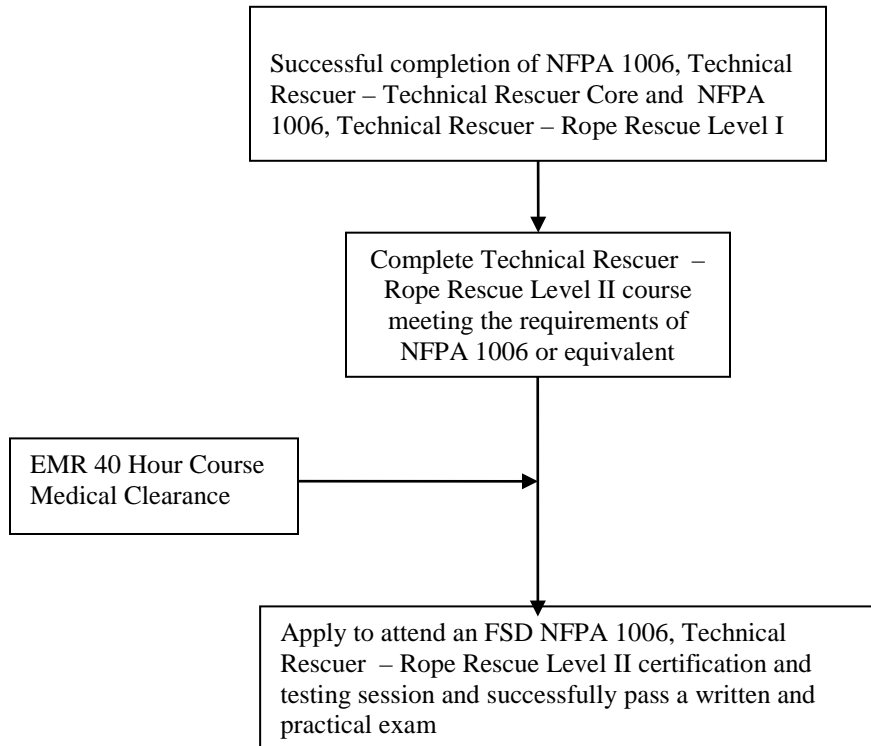 Successful completion of NFPA 1006, Technical
Rescuer – Technical Rescuer Core and NFPA
1006, Technical Rescuer – Rope Rescue Level I
Complete Technical Rescuer –
Rope Rescue Level II course
meeting the requirements of
NFPA 1006 or equivalent
EMR 40 Hour Course
Medical Clearance
Apply to attend an FSD NFPA 1006, Technical
Rescuer – Rope Rescue Level II certification and
testing session and successfully pass a written and
practical exam